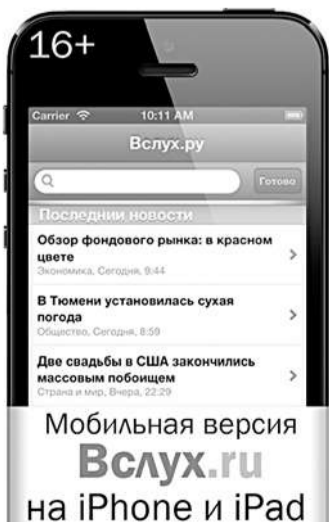 16+
Carrier 10:11 AM
Вслух.ру
Готово
Последнии новости
Обзор фондового рынка: в красном
цвете
Экономика, Сегодня, 9:44
В Тюмени установилась сухая
погода
Общество, Сегодня, 8:59
Две свадьбы в США закончились
массовым побоищем
Страна и мир, Вчера, 22:29
Мобильная версия
Вслух.ru
на iPhone и iPad